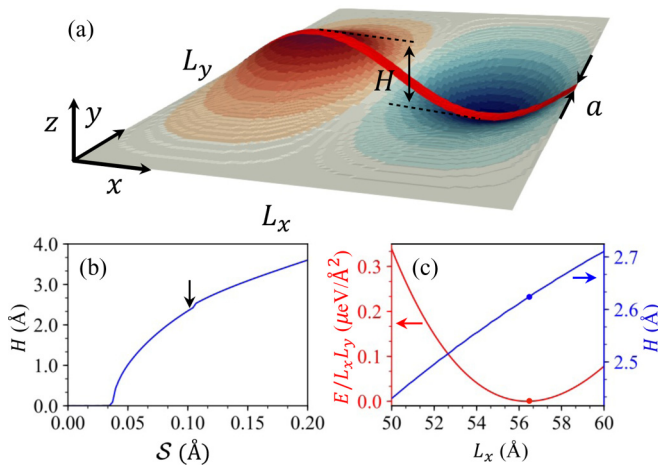 (a)
L_y
H
a
z
y
x
L_x
(b)
H (Å)
4.0
3.0
2.0
1.0
0.0
0.00
0.05
0.10
0.15
0.20
𝒮 (Å)
(c)
E/L_xL_y (μeV/Å²)
0.3
0.2
0.1
0.0
50
52
54
56
58
60
L_x (Å)
2.7
2.6
2.5
H (Å)